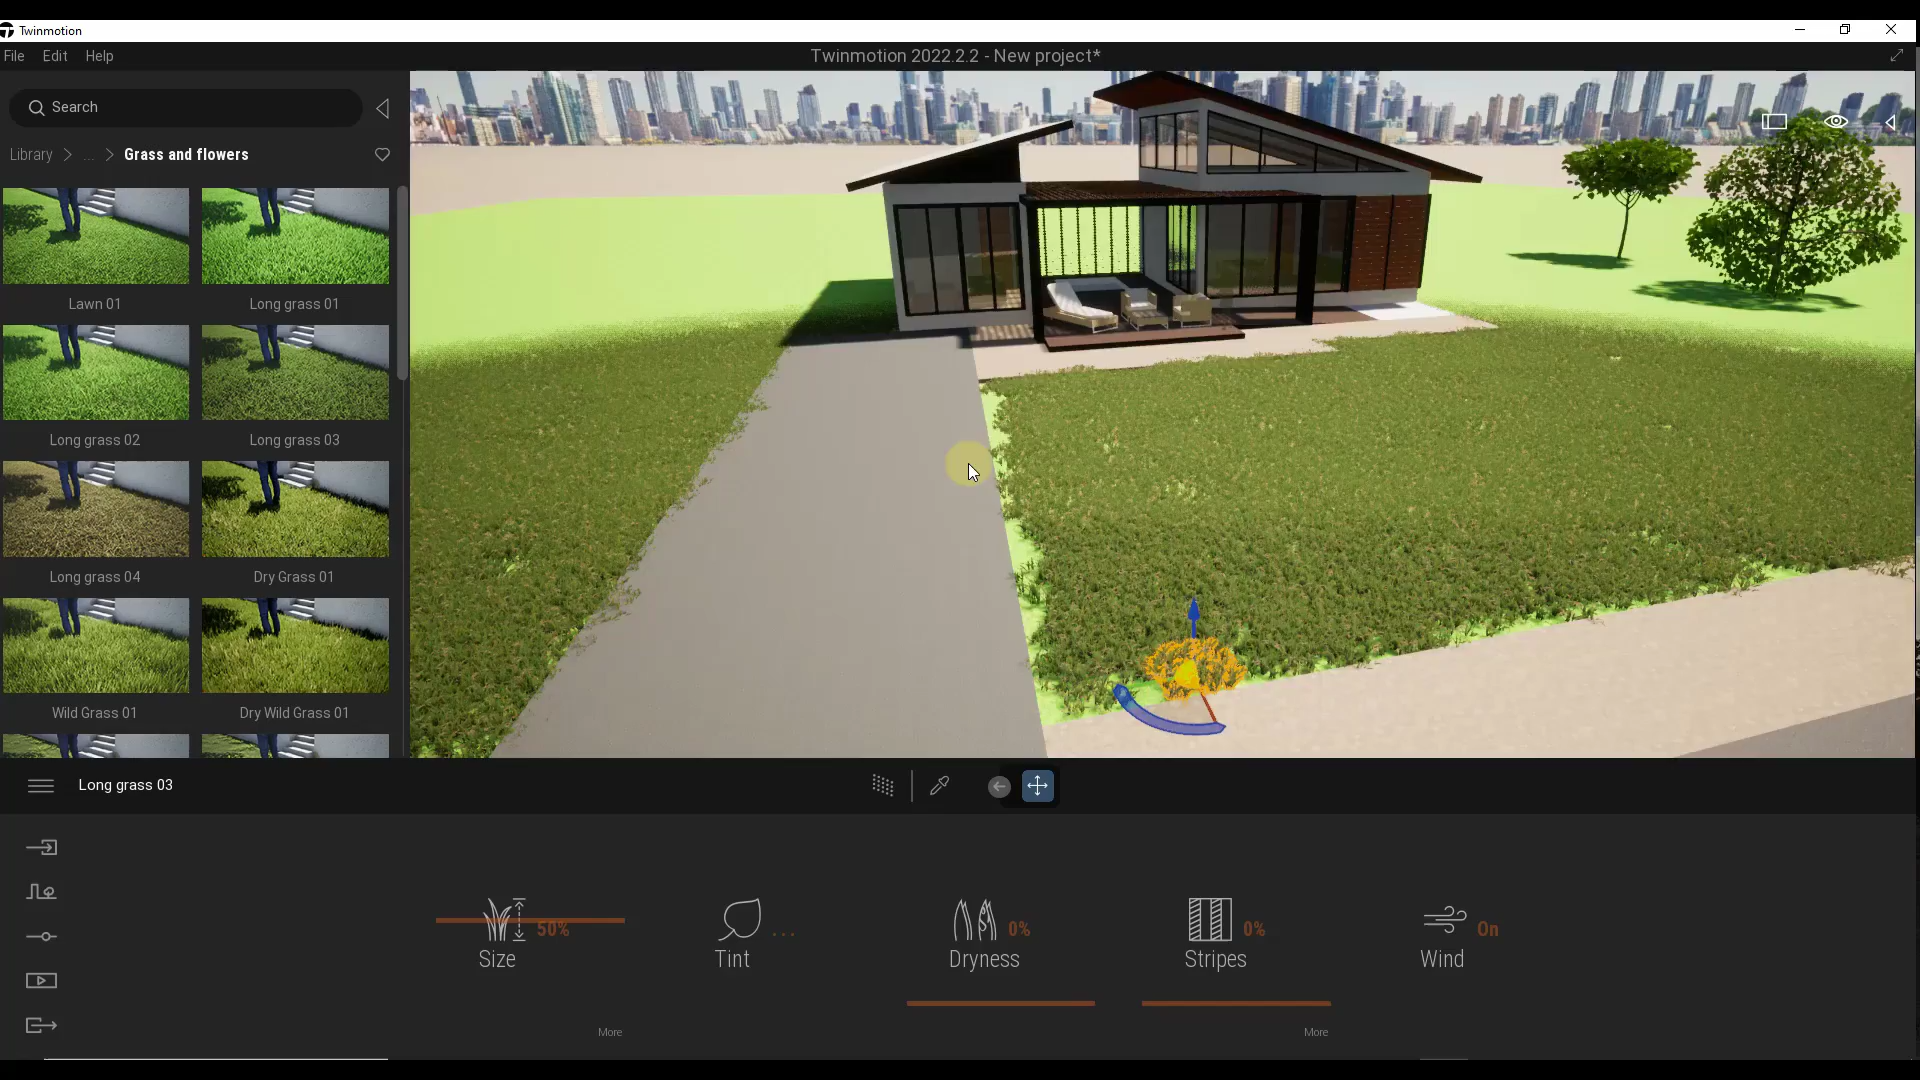 Twinmotion
File Edit Help
Twinmotion 2022.2.2 - New project*
Search
Library ... Grass and flowers
Lawn 01
Long grass 01
Long grass 02
Long grass 03
Long grass 04
Dry Grass 01
Wild Grass 01
Dry Wild Grass 01
Long grass 03
50%
Size
More
...
Tint
0%
Dryness
0%
Stripes
More
On
Wind